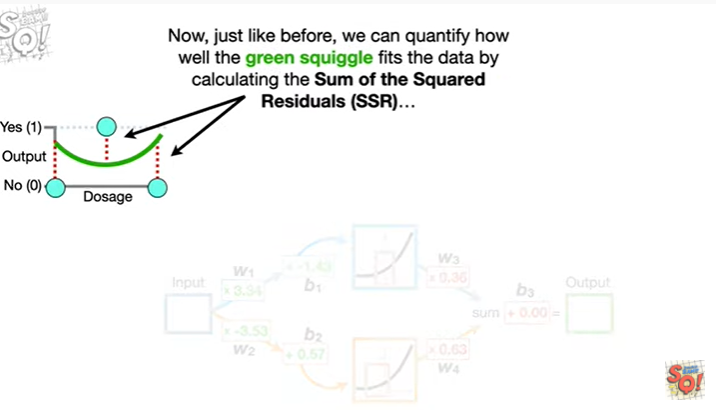 Now, just like before, we can quantify how
well the green squiggle fits the data by
calculating the Sum of the Squared
Residuals (SSR)...
Yes (1)
Output
No (0)
Dosage
Input
W1
x 3.34
x -3.53
W2
+ -1.43
b1
b2
+ 0.57
W3
x 0.36
x 0.63
W4
b3
sum + 0.00 =
Output
SQ!